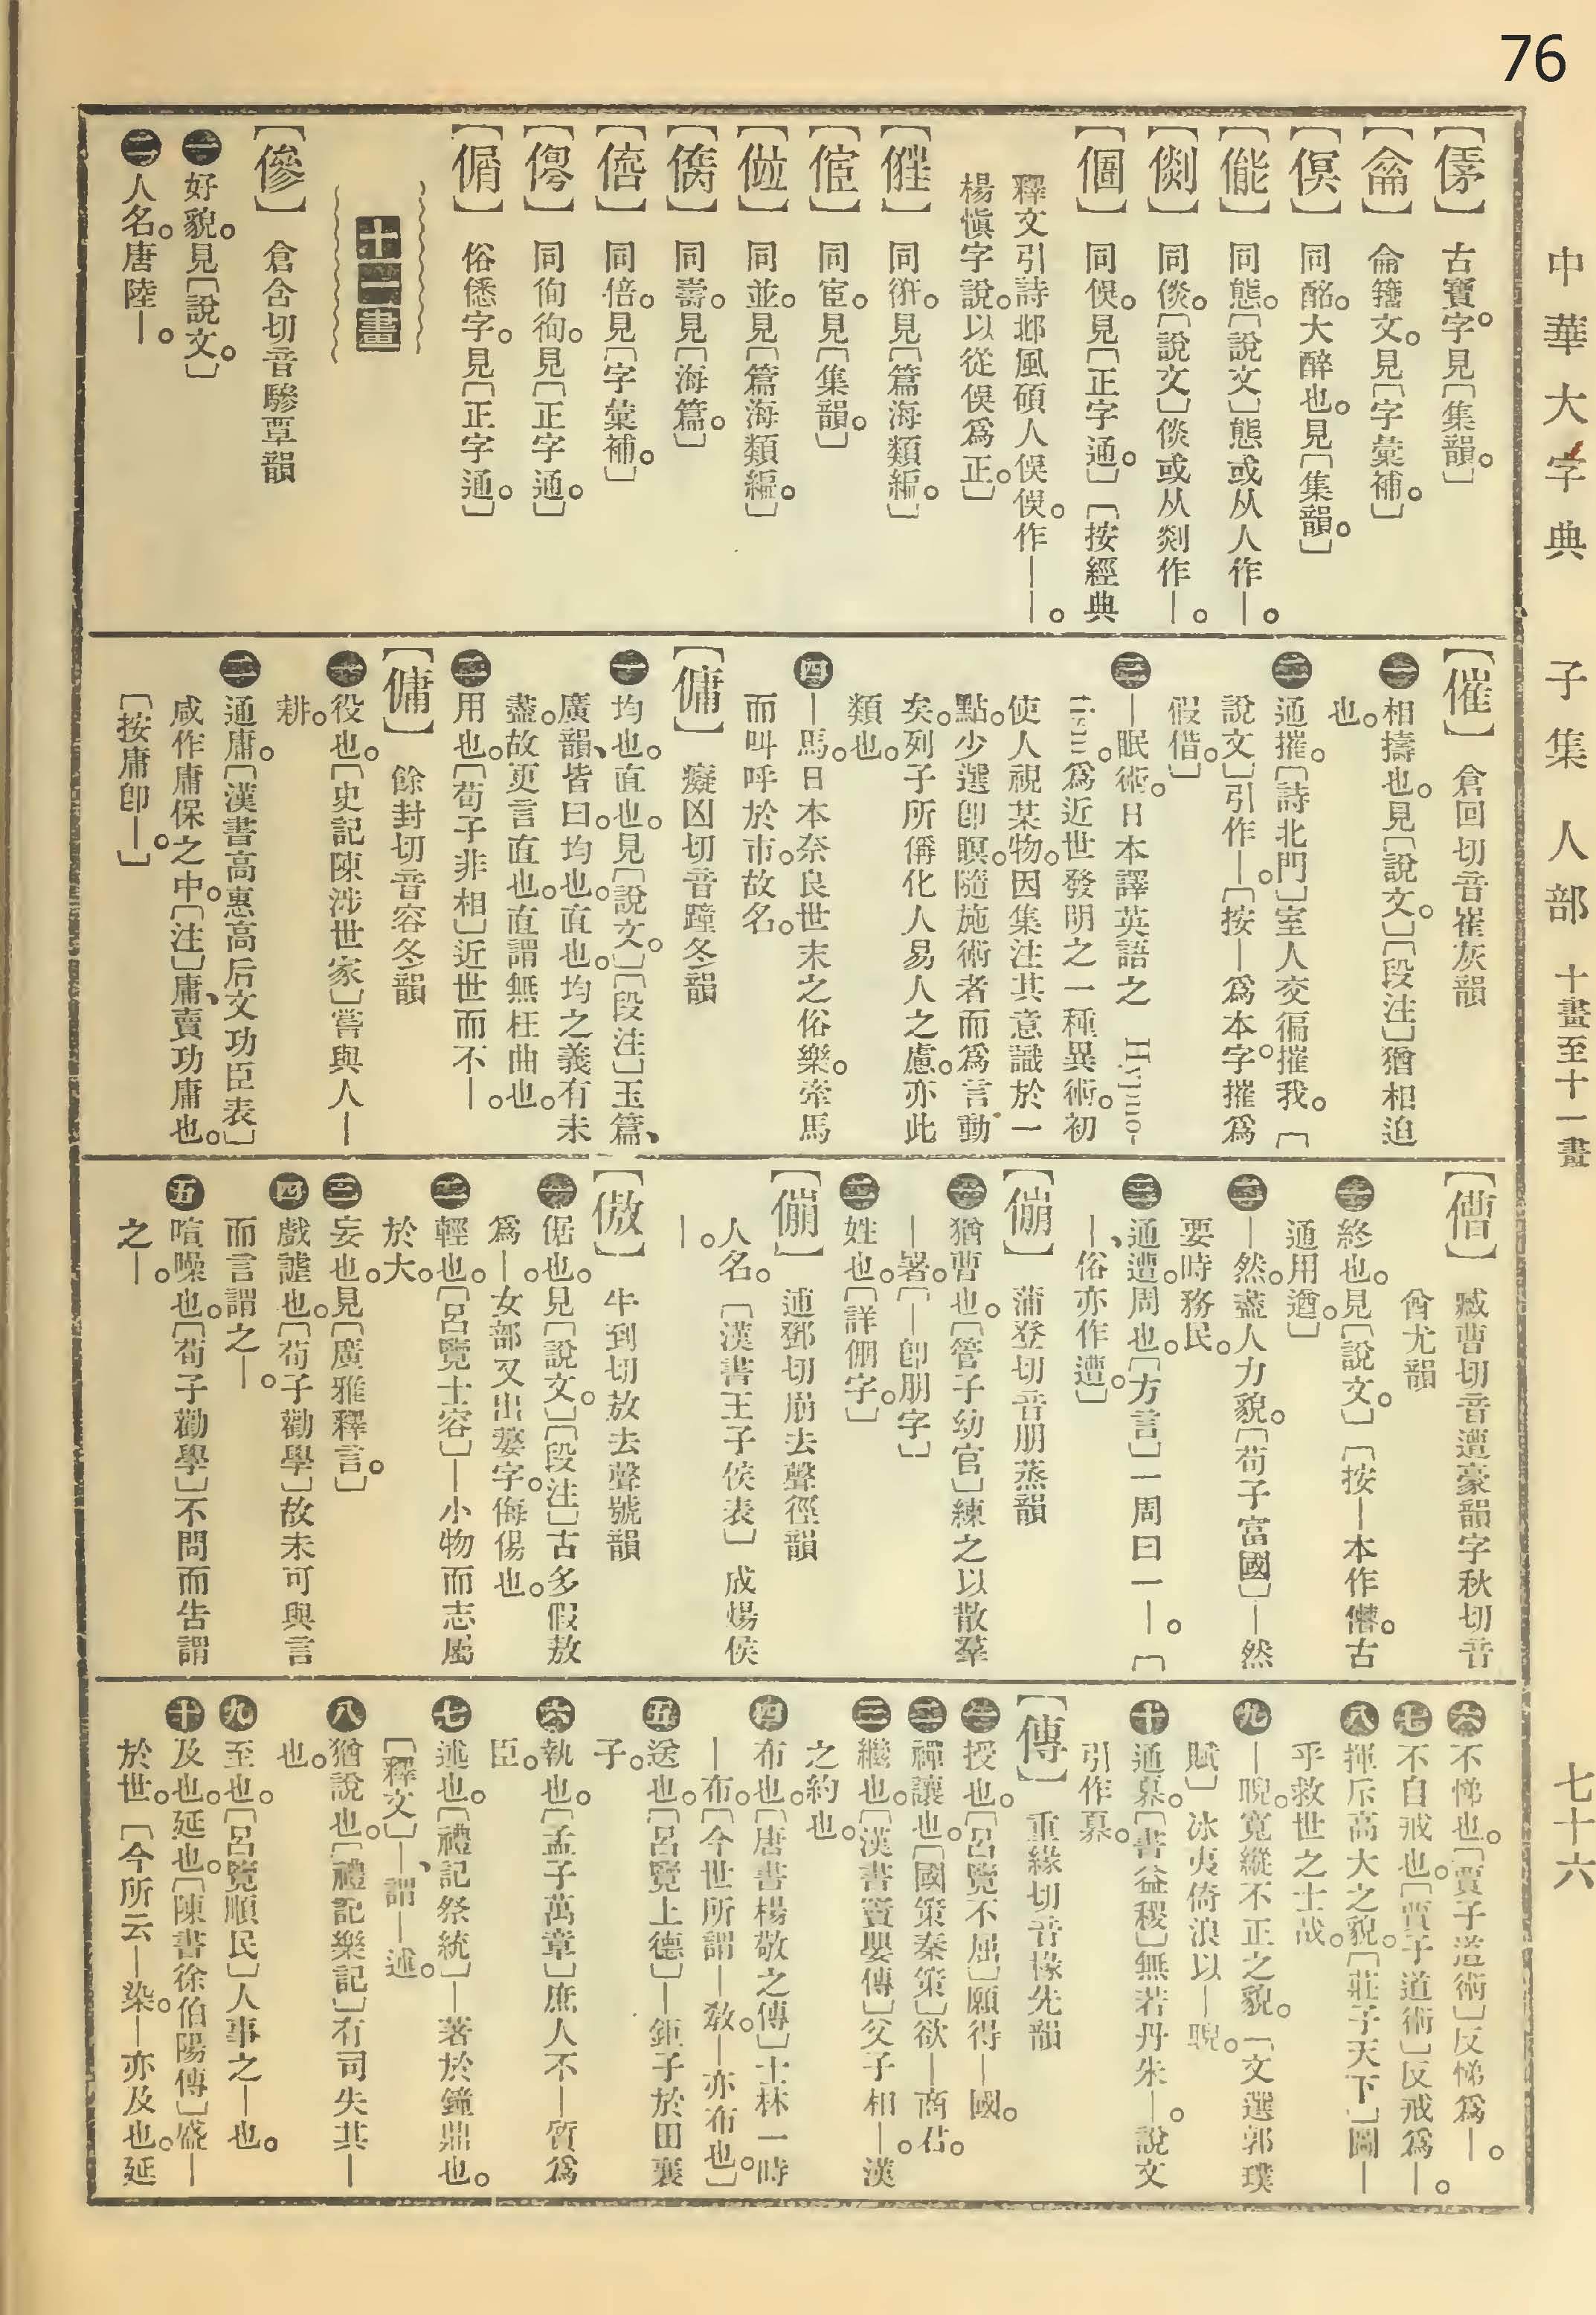 76
中華大字典　子集　人部　十畫至十一畫　七十六
古寶字。見〔集韻。〕
【侖】龠籀文。見〔字彙補。〕
【㑋】同酩。大醉也。見〔集韻。〕
【儱】
同態。〔說文〕態或从人作—。
同倓。〔說文〕倓或从剡作—。
同俁。見〔正字通。〕〔按經典
釋文引詩邶風碩人俁俁。作——。
楊愼字說。以從俁爲正。〕
同徘。見〔篇海類編。〕
同宦。見〔集韻。〕
同並。見〔篇海類編。〕
同壽。見〔海篇。〕
同倍。見〔字彙補。〕
同侚徇。見〔正字通。〕
俗僁字。見〔正字通。〕
十一畫
【傪】倉含切音驂覃韻
㊀好貌。見〔說文。〕
㊁人名。唐陸—。
【催】倉回切音崔灰韻
㊀相擣也。見〔說文。〕〔段注〕猶相迫
也。
㊁通摧。〔詩北門〕室人交徧摧我。〔
說文〕引作—。〔按—爲本字。摧爲
假借。〕
㊂—眠術。日本譯英語之 Hypno-
tism。爲近世發明之一種異術。初
使人視某物。因集注其意識於一
點。少選卽瞑。隨施術者而爲言動
矣。列子所稱化人易人之慮。亦此
類也。
㊃—馬。日本奈良世末之俗樂。牽馬
而叫呼於市。故名。
【傭】癡凶切音蹱冬韻
㊀均也。直也。見〔說文。〕〔段注〕玉篇、
廣韻、皆曰。均也。直也。均之義有未
盡。故更言直也。直謂無枉曲也。
㊁用也。〔荀子非相〕近世而不—。
【傭】餘封切音容冬韻
㊀役也。〔史記陳涉世家〕嘗與人—
耕。
㊁通庸。〔漢書高惠高后文功臣表〕
咸作庸保之中。〔注〕庸、賣功庸也。
〔按庸卽—。〕
【傮】臧曹切音遭豪韻字秋切音
酋尤韻
㊀終也。見〔說文。〕〔按—本作傮。古
通用遒。〕
㊁—然。盡人力貌。〔荀子富國〕—然
要時務民。
㊂通遭。周也。〔方言〕一周曰一—。〔
—、俗亦作遭。〕
【傰】蒲登切音朋蒸韻
㊀猶曹也。〔管子幼官〕練之以散羣
—署。〔—卽朋字〕
㊁姓也。〔詳倗字。〕
【傰】逋鄧切崩去聲徑韻
人名。〔漢書王子侯表〕成煬侯
—。
【傲】牛到切敖去聲號韻
㊀倨也。見〔說文。〕〔段注〕古多假敖
爲—。女部又出嫯字。侮傷也。
㊁輕也。〔呂覽士容〕—小物而志屬
於大。
㊂妄也。見〔廣雅釋言。〕
㊃戲謔也。〔荀子勸學〕故未可與言
而言謂之—。
㊄喧噪也。〔荀子勸學〕不問而吿謂
之—。
㊅不悌也。〔賈子道術〕反悌爲—。
㊆不自戒也。〔賈子道術〕反戒爲—。
㊇揮斥高大之貌。〔莊子天下〕圖—
乎救世之士哉。
㊈—睨。寬縱不正之貌。〔文選郭璞
賦〕冰夷倚浪以—睨。
㊉通奡。〔書益稷〕無若丹朱—。說文
引作奡。
【傳】重緣切音椽先韻
㊀授也。〔呂覽不屈〕願得—國。
㊁禪讓也。〔國策秦策〕欲—商君。
㊂繼也。〔漢書竇嬰傳〕父子相—。漢
之約也。
㊃布也。〔唐書楊敬之傳〕士林一時
—布。〔今世所謂—敎。—亦布也。〕
㊄送也。〔呂覽上德〕—鉅子於田襄
子。
㊅執也。〔孟子萬章〕庶人不—質爲
臣。
㊆述也。〔禮記祭統〕—著於鐘鼎也。
〔釋文〕—、謂—述。
㊇猶說也。〔禮記樂記〕有司失其—
也。
㊈至也。〔呂覽順民〕人事之—也。
㊉及也。延也。〔陳書徐伯陽傳〕盛—
於世。〔今所云—染。—亦及也。延